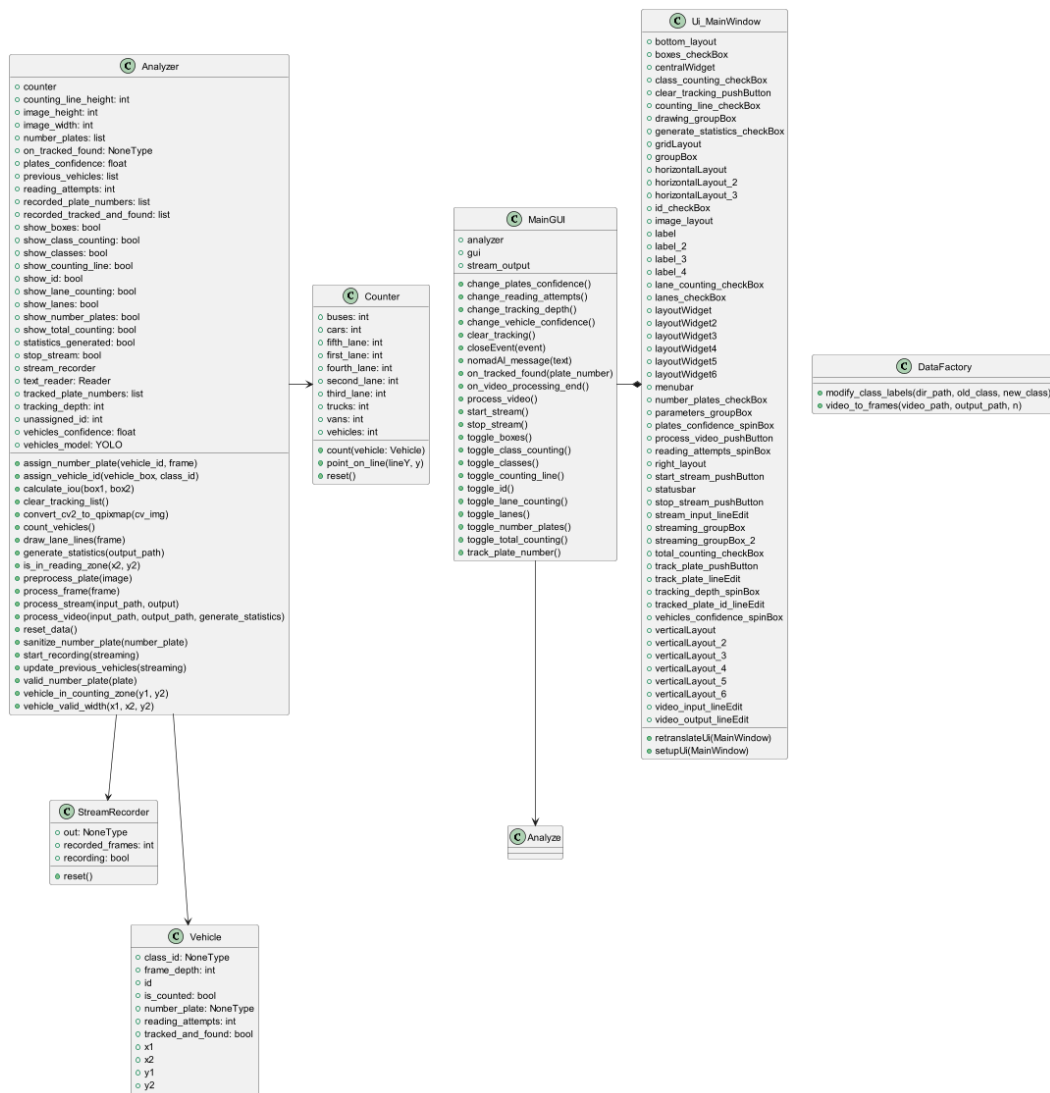 C Analyzer
counter
counting_line_height: int
image_height: int
image_width: int
number_plates: list
on_tracked_found: NoneType
plates_confidence: float
previous_vehicles: list
reading_attempts: int
recorded_plate_numbers: list
recorded_tracked_and_found: list
show_boxes: bool
show_class_counting: bool
show_classes: bool
show_counting_line: bool
show_id: bool
show_lane_counting: bool
show_lanes: bool
show_number_plates: bool
show_total_counting: bool
statistics_generated: bool
stop_stream: bool
stream_recorder
text_reader: Reader
tracked_plate_numbers: list
tracking_depth: int
unassigned_id: int
vehicles_confidence: float
vehicles_model: YOLO
assign_number_plate(vehicle_id, frame)
assign_vehicle_id(vehicle_box, class_id)
calculate_iou(box1, box2)
clear_tracking_list()
convert_cv2_to_qpixmap(cv_img)
count_vehicles()
draw_lane_lines(frame)
generate_statistics(output_path)
is_in_reading_zone(x2, y2)
preprocess_plate(image)
process_frame(frame)
process_stream(input_path, output)
process_video(input_path, output_path, generate_statistics)
reset_data()
sanitize_number_plate(number_plate)
start_recording(streaming)
update_previous_vehicles(streaming)
valid_number_plate(plate)
vehicle_in_counting_zone(y1, y2)
vehicle_valid_width(x1, x2, y2)
C StreamRecorder
out: NoneType
recorded_frames: int
recording: bool
reset()
C Vehicle
class_id: NoneType
frame_depth: int
id
is_counted: bool
number_plate: NoneType
reading_attempts: int
tracked_and_found: bool
x1
x2
y1
y2
C Counter
buses: int
cars: int
fifth_lane: int
first_lane: int
fourth_lane: int
second_lane: int
third_lane: int
trucks: int
vans: int
vehicles: int
count(vehicle: Vehicle)
point_on_line(lineY, y)
reset()
C MainGUI
analyzer
gui
stream_output
change_plates_confidence()
change_reading_attempts()
change_tracking_depth()
change_vehicle_confidence()
clear_tracking()
closeEvent(event)
nomadAI_message(text)
on_tracked_found(plate_number)
on_video_processing_end()
process_video()
start_stream()
stop_stream()
toggle_boxes()
toggle_class_counting()
toggle_classes()
toggle_counting_line()
toggle_id()
toggle_lane_counting()
toggle_lanes()
toggle_number_plates()
toggle_total_counting()
track_plate_number()
C Analyze
C Ui_MainWindow
bottom_layout
boxes_checkBox
centralWidget
class_counting_checkBox
clear_tracking_pushButton
counting_line_checkBox
drawing_groupBox
generate_statistics_checkBox
gridLayout
groupBox
horizontalLayout
horizontalLayout_2
horizontalLayout_3
id_checkBox
image_layout
label
label_2
label_3
label_4
lane_counting_checkBox
lanes_checkBox
layoutWidget
layoutWidget2
layoutWidget3
layoutWidget4
layoutWidget5
layoutWidget6
menubar
number_plates_checkBox
parameters_groupBox
plates_confidence_spinBox
process_video_pushButton
reading_attempts_spinBox
right_layout
start_stream_pushButton
statusbar
stop_stream_pushButton
stream_input_lineEdit
streaming_groupBox
streaming_groupBox_2
total_counting_checkBox
track_plate_pushButton
track_plate_lineEdit
tracking_depth_spinBox
tracked_plate_id_lineEdit
vehicles_confidence_spinBox
verticalLayout
verticalLayout_2
verticalLayout_3
verticalLayout_4
verticalLayout_5
verticalLayout_6
video_input_lineEdit
video_output_lineEdit
retranslateUi(MainWindow)
setupUi(MainWindow)
C DataFactory
modify_class_labels(dir_path, old_class, new_class)
video_to_frames(video_path, output_path, n)